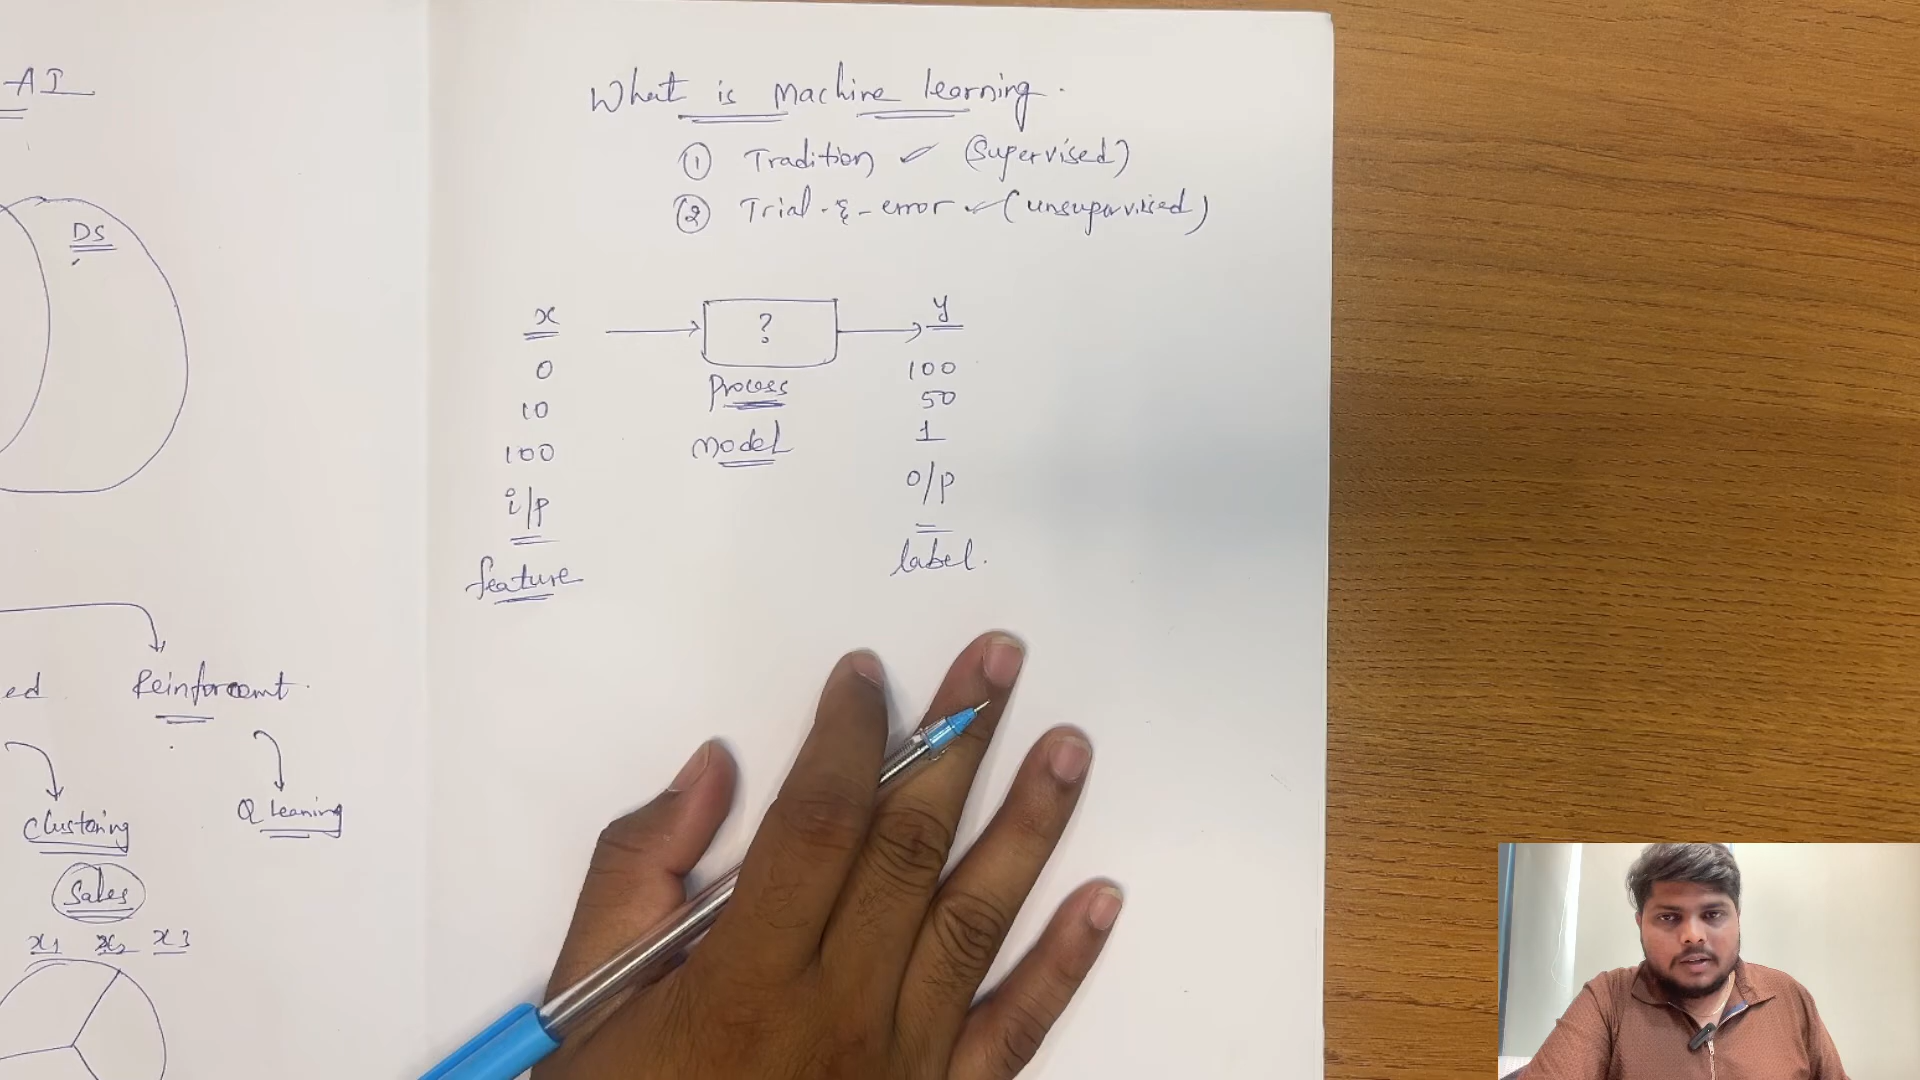 AI
DS
ed Reinforcemt.
Clustering Q Learning
Sales
x1 x2 x3
What is Machine learning.
① Tradition ✓ (Supervised)
② Trial-&-error ✓ (unsupervised)
x → ? → y
0 Process 100
10 Model 50
100 1
i/p o/p
feature label.